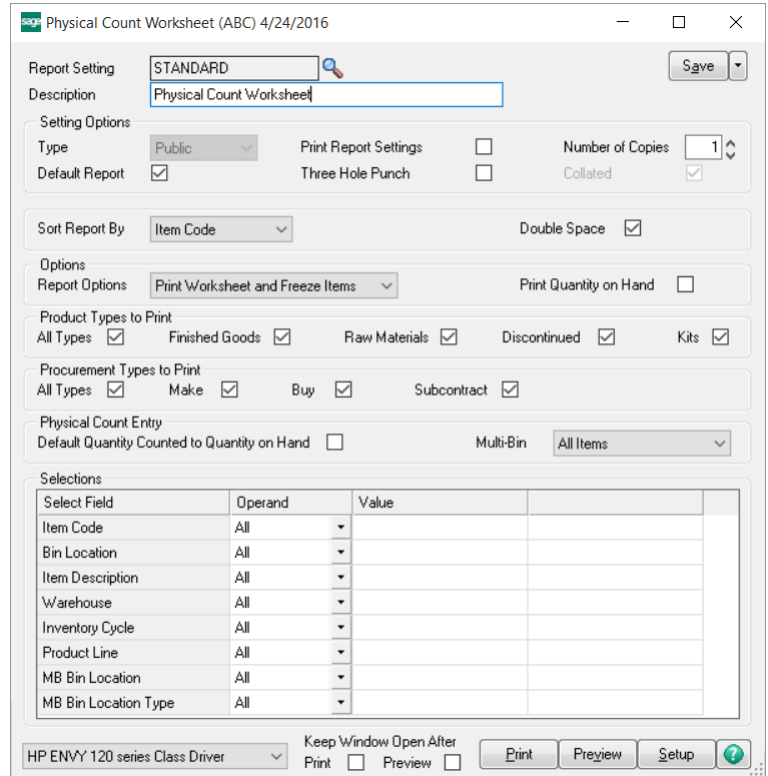 sage Physical Count Worksheet (ABC) 4/24/2016
Report Setting STANDARD Save
Description Physical Count Worksheet
Setting Options
Type Public Print Report Settings Number of Copies 1
Default Report Three Hole Punch Collated
Sort Report By Item Code Double Space
Options
Report Options Print Worksheet and Freeze Items Print Quantity on Hand
Product Types to Print
All Types Finished Goods Raw Materials Discontinued Kits
Procurement Types to Print
All Types Make Buy Subcontract
Physical Count Entry
Default Quantity Counted to Quantity on Hand Multi-Bin All Items
Selections
Select Field Operand Value
Item Code All
Bin Location All
Item Description All
Warehouse All
Inventory Cycle All
Product Line All
MB Bin Location All
MB Bin Location Type All
Keep Window Open After
HP ENVY 120 series Class Driver Print Preview Print Preview Setup ?